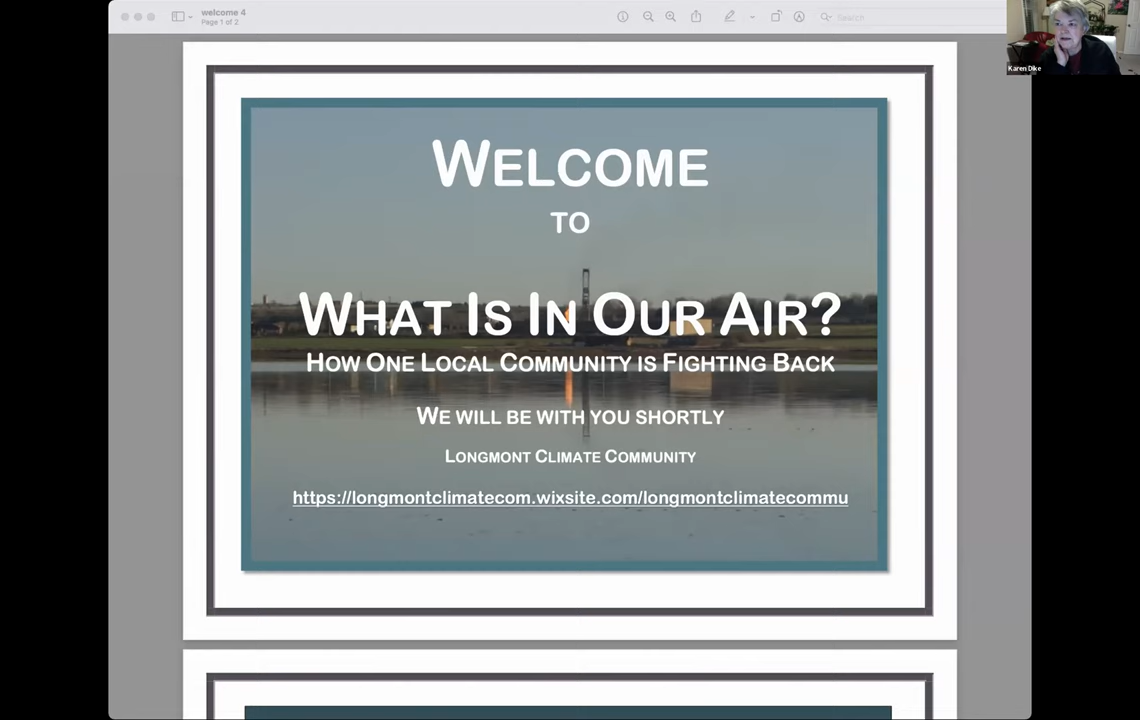 welcome 4
Page 1 of 2
Search
Karen Dike
WELCOME
TO
WHAT IS IN OUR AIR?
HOW ONE LOCAL COMMUNITY IS FIGHTING BACK
WE WILL BE WITH YOU SHORTLY
LONGMONT CLIMATE COMMUNITY
https://longmontclimatecom.wixsite.com/longmontclimatecommu